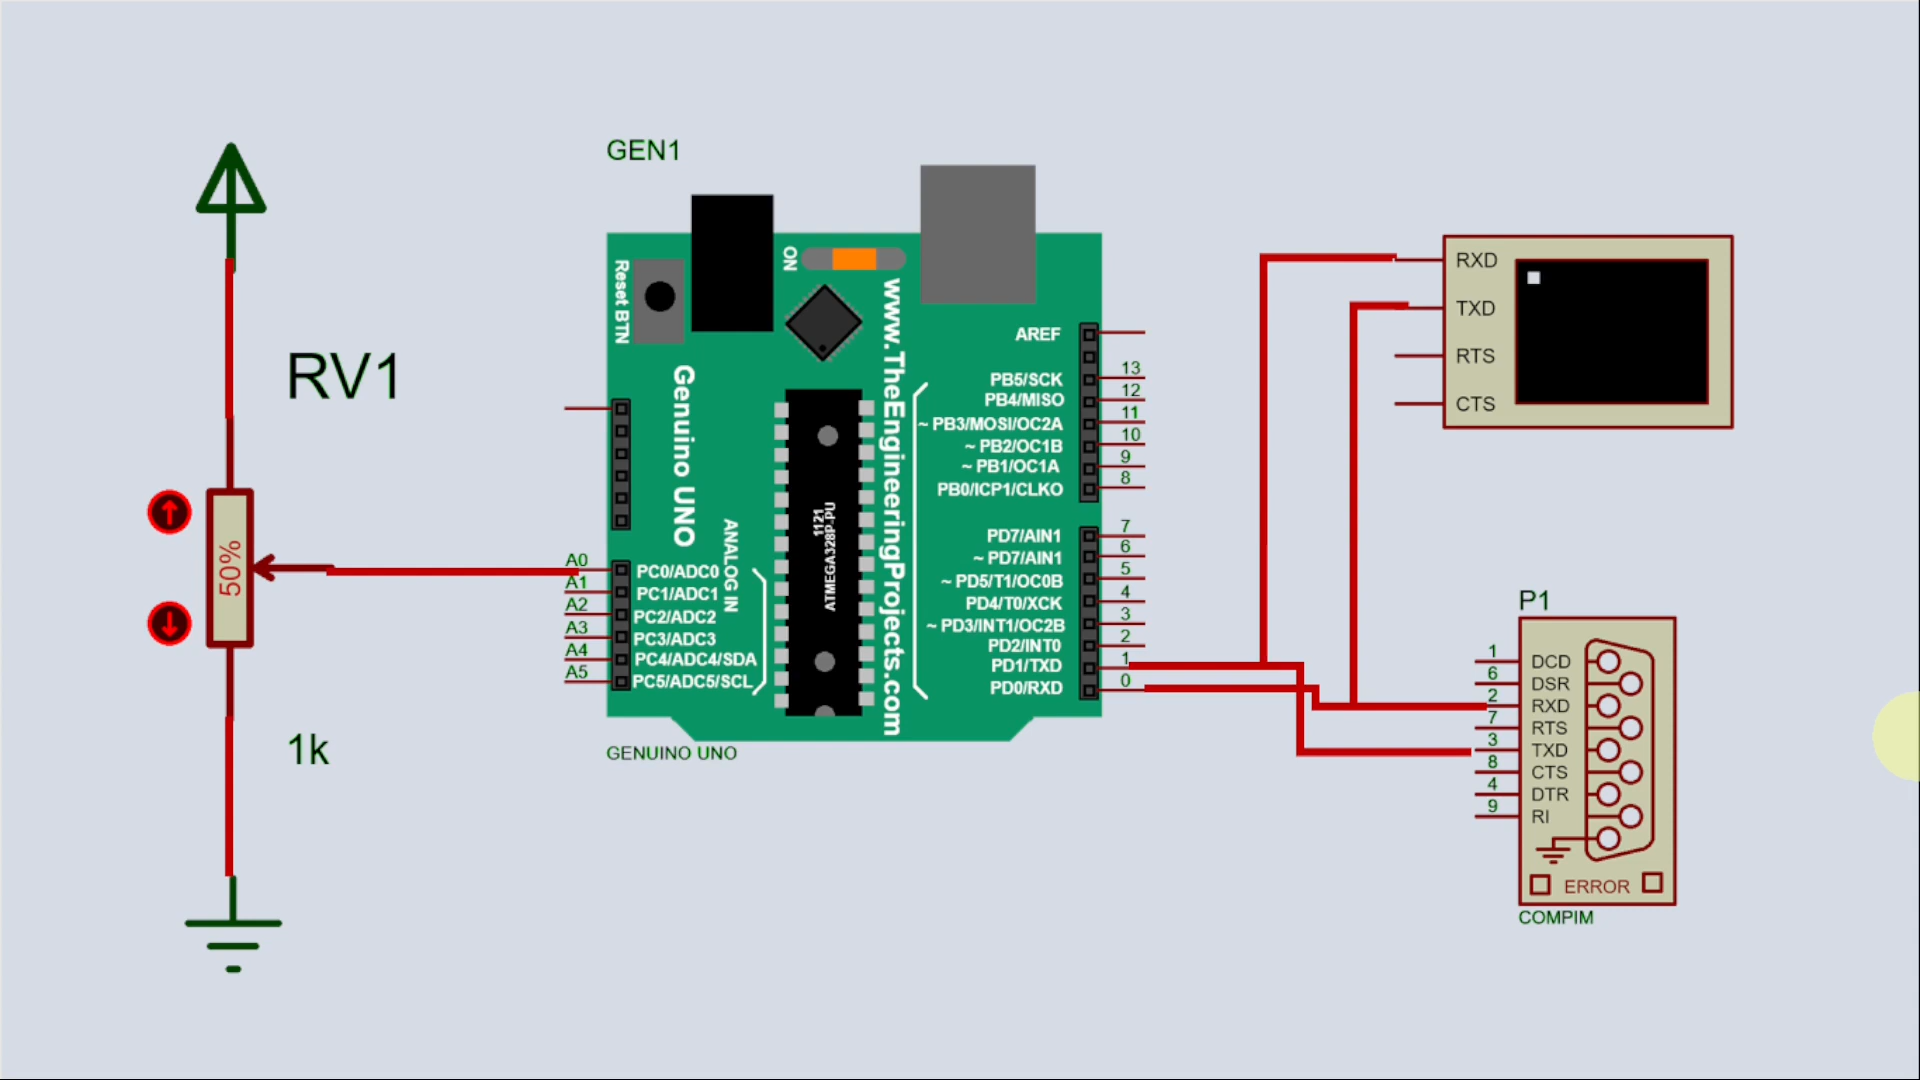 RV1
50%
1k
GEN1
Reset BTN
ON
www.TheEngineeringProjects.com
Genuino UNO
ANALOG IN
1121
ATMEGA328P-PU
A0 PC0/ADC0
A1 PC1/ADC1
A2 PC2/ADC2
A3 PC3/ADC3
A4 PC4/ADC4/SDA
A5 PC5/ADC5/SCL
AREF
PB5/SCK 13
PB4/MISO 12
~ PB3/MOSI/OC2A 11
~ PB2/OC1B 10
~ PB1/OC1A 9
PB0/ICP1/CLKO 8
PD7/AIN1 7
~ PD7/AIN1 6
~ PD5/T1/OC0B 5
PD4/T0/XCK 4
~ PD3/INT1/OC2B 3
PD2/INT0 2
PD1/TXD 1
PD0/RXD 0
GENUINO UNO
RXD
TXD
RTS
CTS
P1
1 DCD
6 DSR
2 RXD
7 RTS
3 TXD
8 CTS
4 DTR
9 RI
ERROR
COMPIM